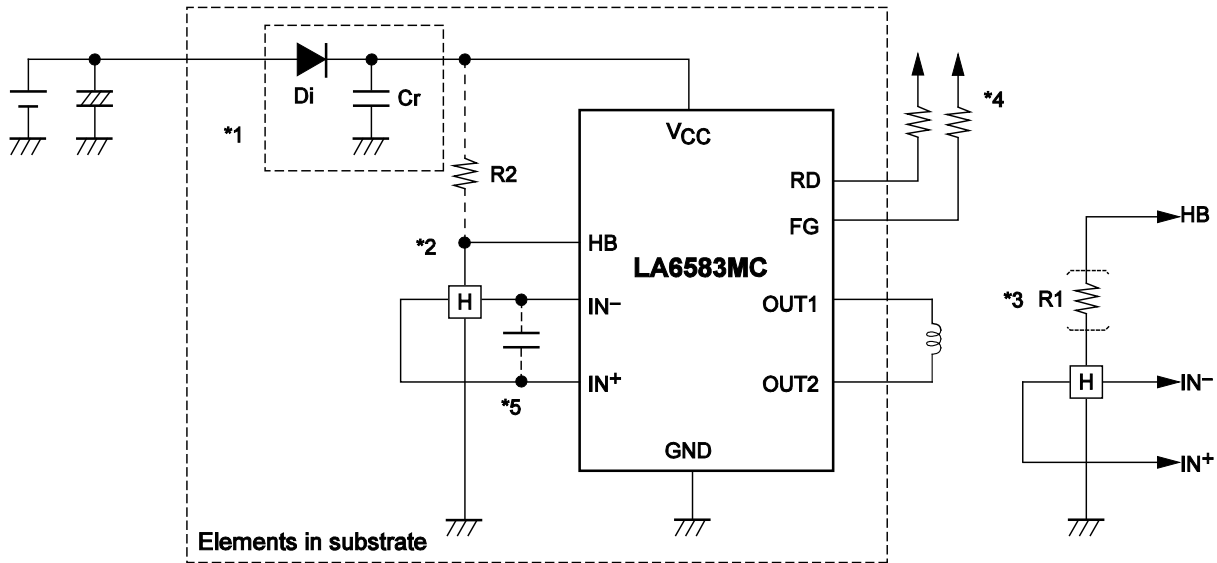 Di
Cr
*1
VCC
*4
R2
RD
FG
HB
*2
HB
LA6583MC
H
IN−
OUT1
*3 R1
IN+
OUT2
H
IN−
*5
GND
IN+
Elements in substrate